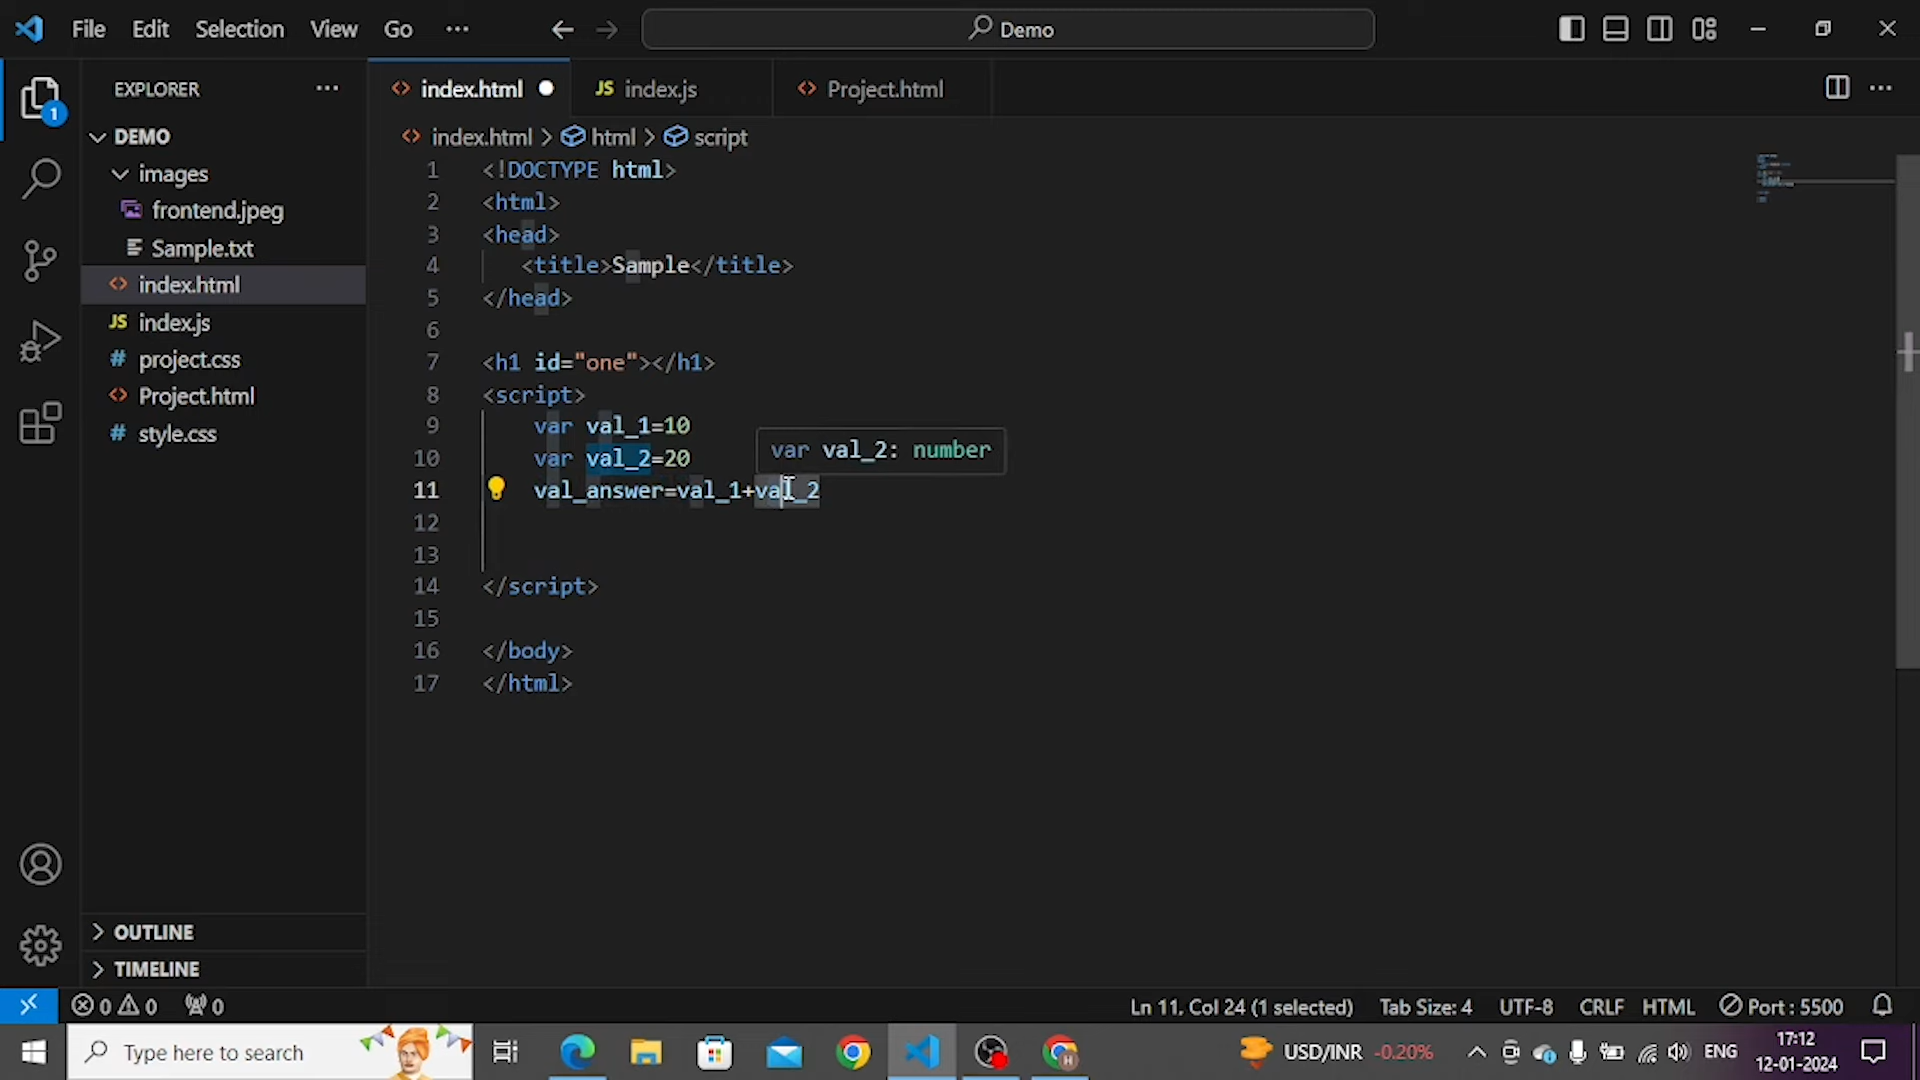 File Edit Selection View Go ... Demo
EXPLORER ...
1
DEMO
images
frontend.jpeg
Sample.txt
index.html
JS index.js
# project.css
Project.html
# style.css
OUTLINE
TIMELINE
index.html JS index.js Project.html ...
index.html > html > script
1 <!DOCTYPE html>
2 <html>
3 <head>
4 <title>Sample</title>
5 </head>
6
7 <h1 id="one"></h1>
8 <script>
9 var val_1=10
10 var val_2=20
var val_2: number
11 val_answer=val_1+val_2
12
13
14 </script>
15
16 </body>
17 </html>
0 0 0 Ln 11, Col 24 (1 selected) Tab Size: 4 UTF-8 CRLF HTML Port : 5500
Type here to search H USD/INR -0.20% ENG 17:12
12-01-2024